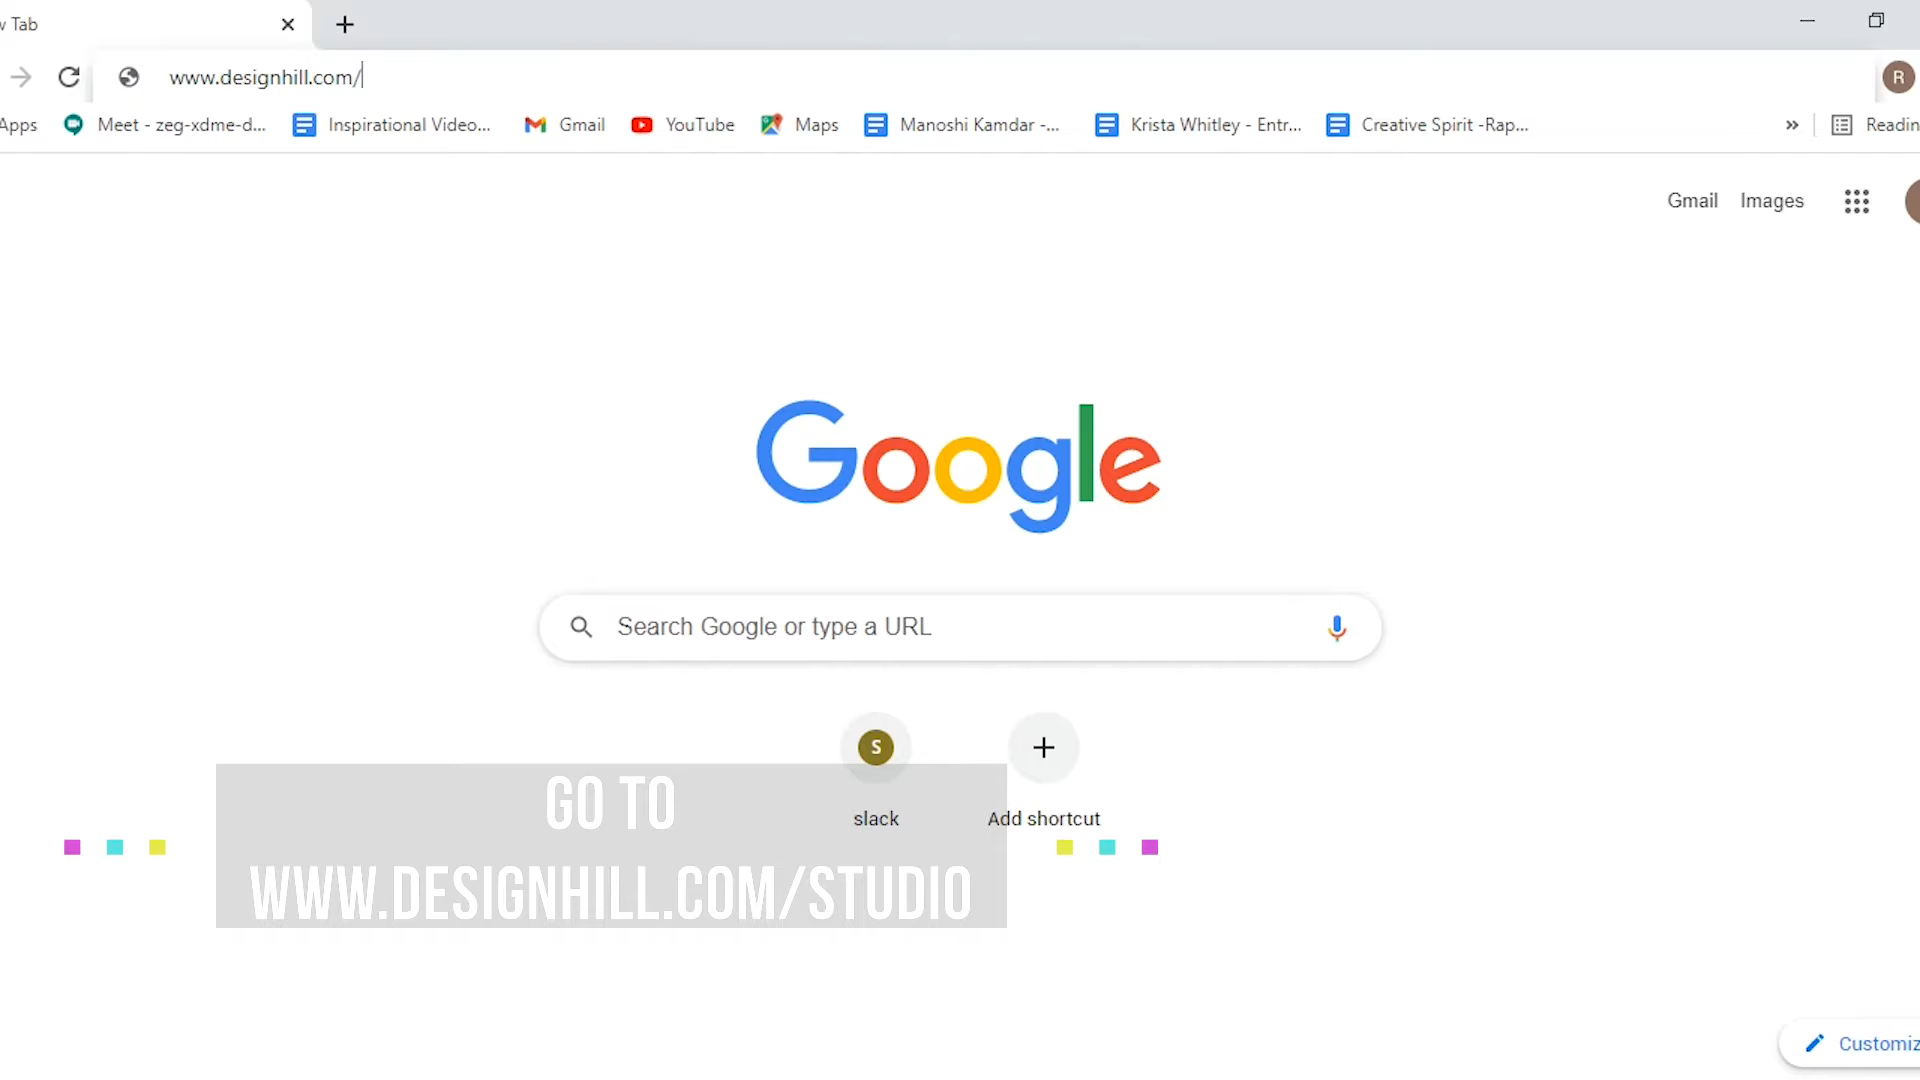 w Tab
www.designhill.com/
R
Apps
Meet - zeg-xdme-d...
Inspirational Video...
Gmail
YouTube
Maps
Manoshi Kamdar -...
Krista Whitley - Entr...
Creative Spirit -Rap...
»
Readin
Gmail
Images
Google
Search Google or type a URL
S
slack
Add shortcut
GO TO
WWW.DESIGNHILL.COM/STUDIO
Customiz